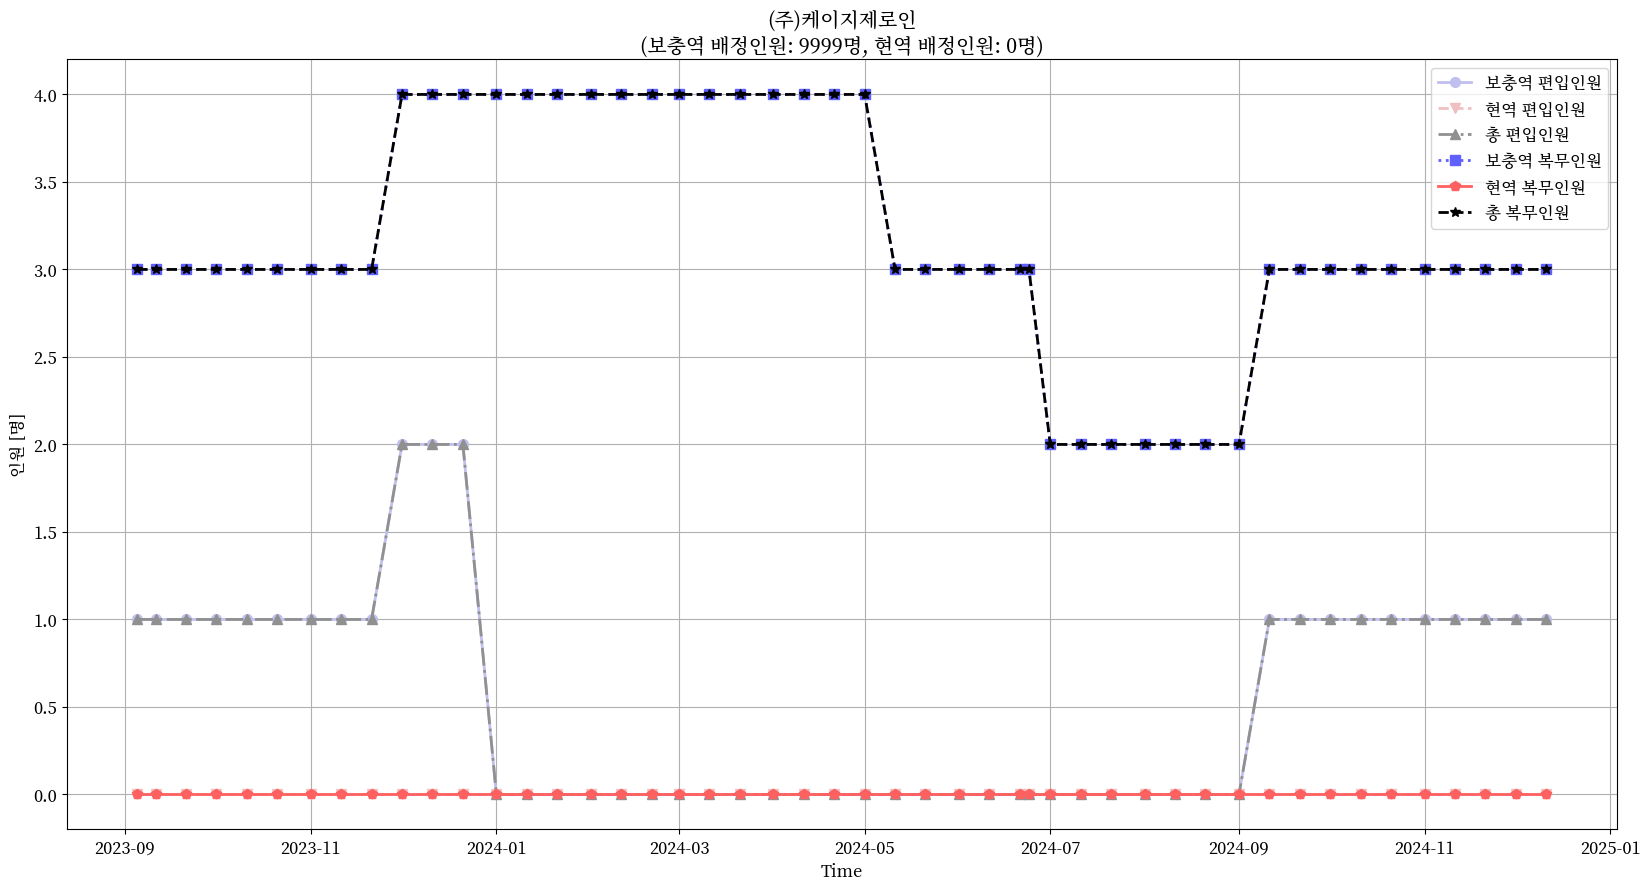 (주)케이지제로인
(보충역 배정인원: 9999명, 현역 배정인원: 0명)
4.0
3.5
3.0
2.5
2.0
1.5
1.0
0.5
0.0
인원 [명]
보충역 편입인원
현역 편입인원
총 편입인원
보충역 복무인원
현역 복무인원
총 복무인원
2023-09 2023-11 2024-01 2024-03 2024-05 2024-07 2024-09 2024-11 2025-01
Time